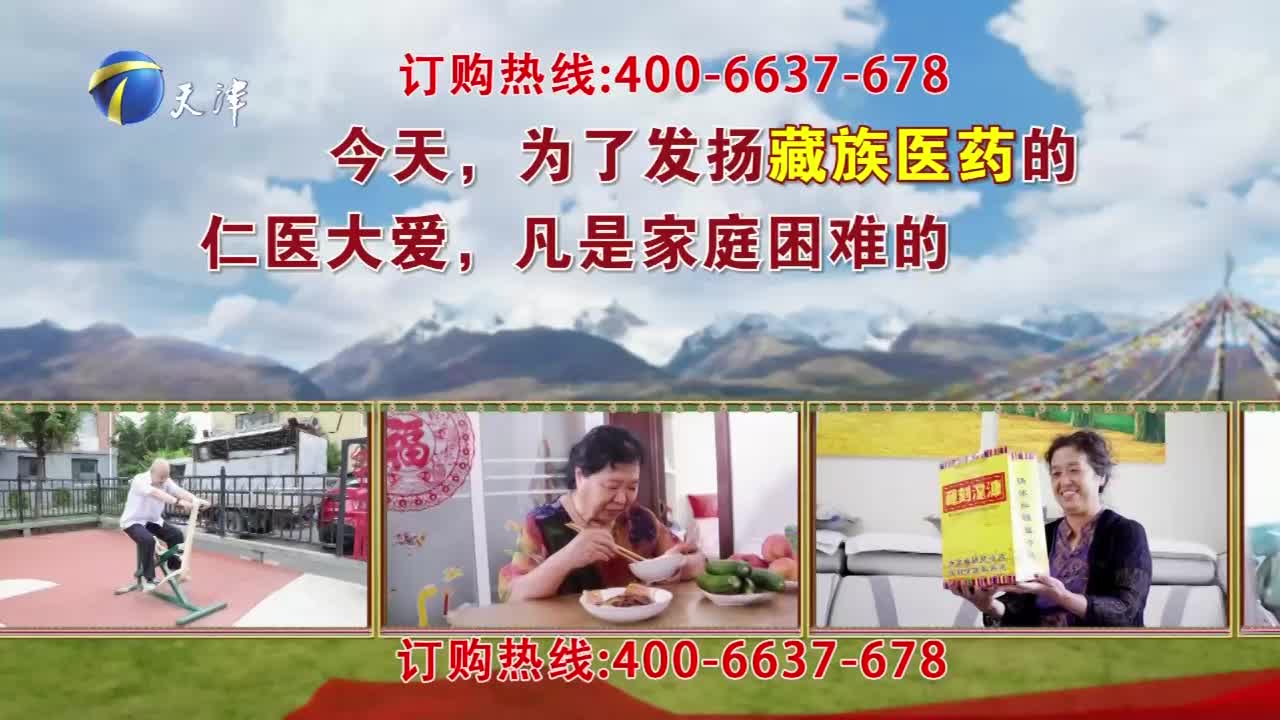 天津
订购热线:400-6637-678
今天，为了发扬藏族医药的
仁医大爱，凡是家庭困难的
福
订购热线:400-6637-678